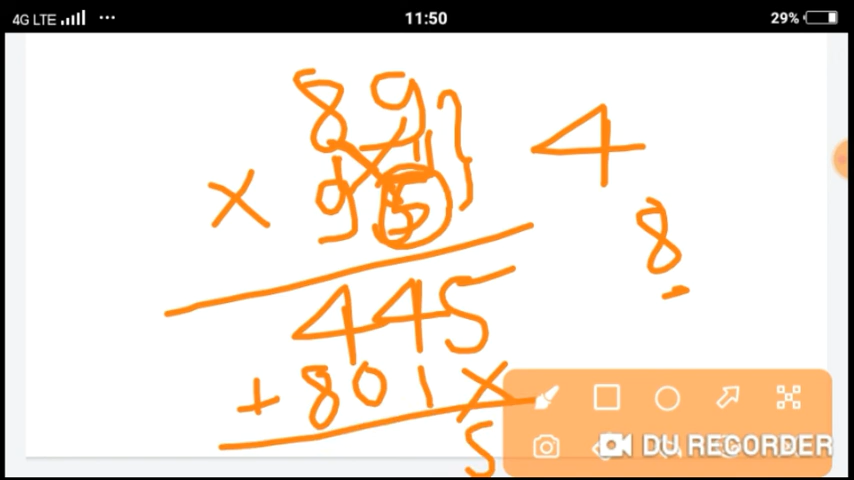 4G LTE ... 11:50 29%
89
× 95 4
8
445
+ 801×
5
DU RECORDER